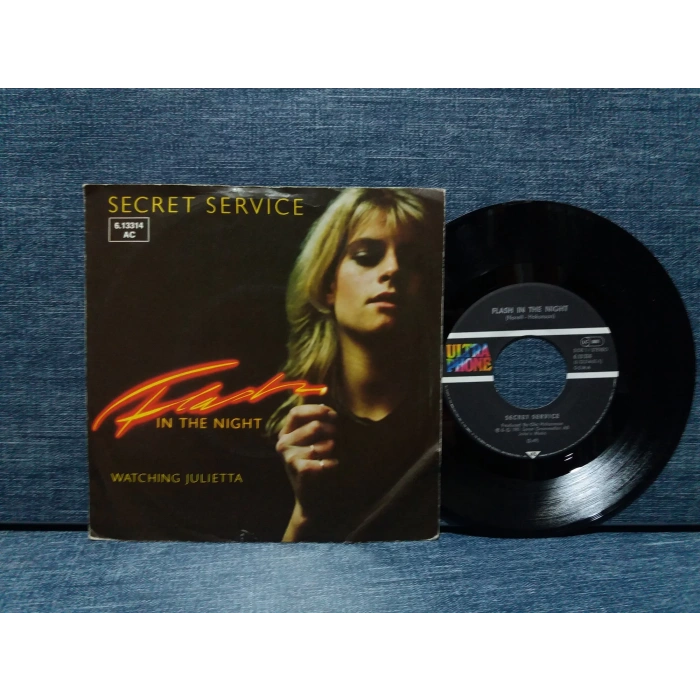 SECRET SERVICE
6.13314
AC
Flash
IN THE NIGHT
WATCHING JULIETTA
FLASH IN THE NIGHT
ULTRA
PHONE
SECRET SERVICE